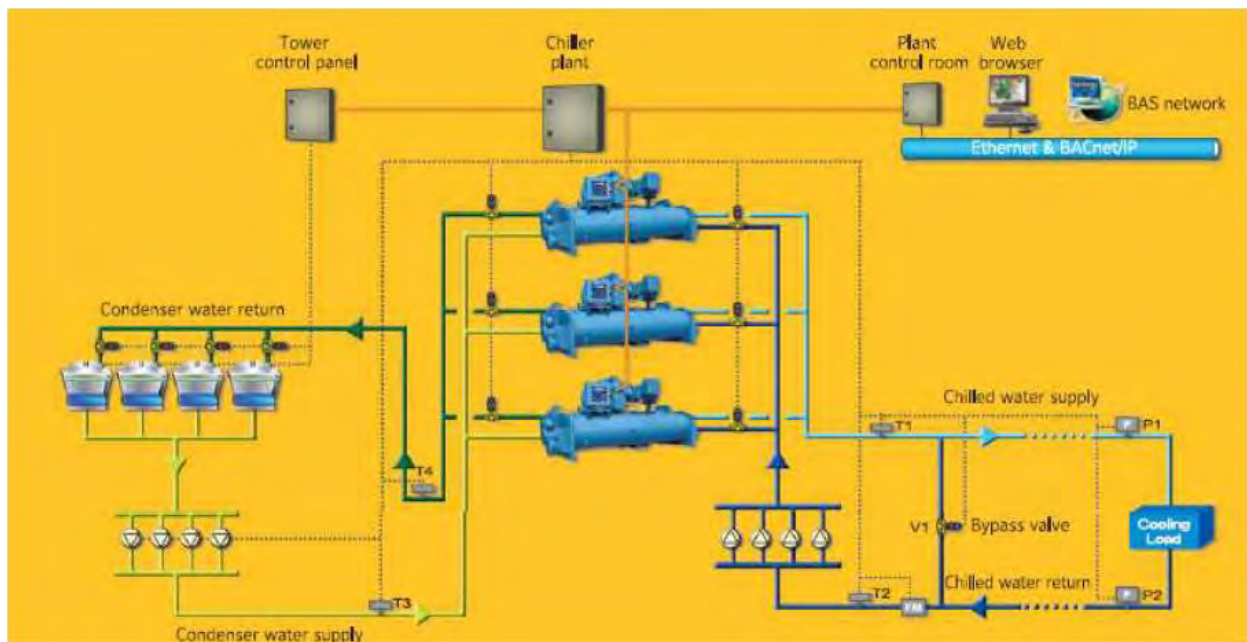 Tower
control panel
Chiller
plant
Plant
control room
Web
browser
BAS network
Ethernet & BACnet/IP
Condenser water return
T4
T3
Condenser water supply
Chilled water supply
T1
P
P1
V1
Bypass valve
Cooling
Load
Chilled water return
T2
FM
P
P2